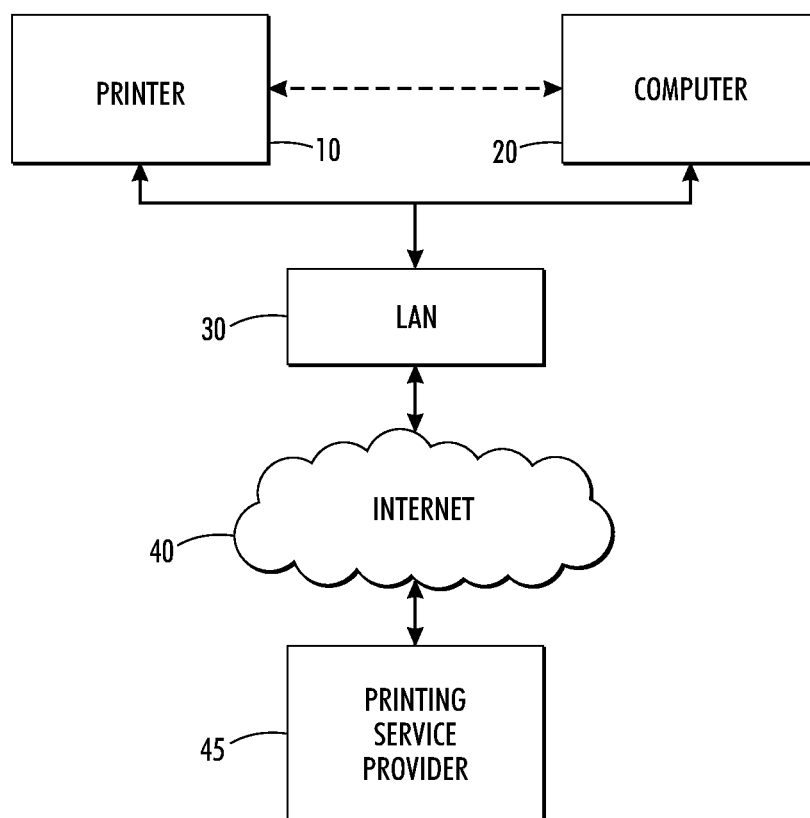 PRINTER
COMPUTER
10
20
LAN
30
INTERNET
40
PRINTING
SERVICE
PROVIDER
45